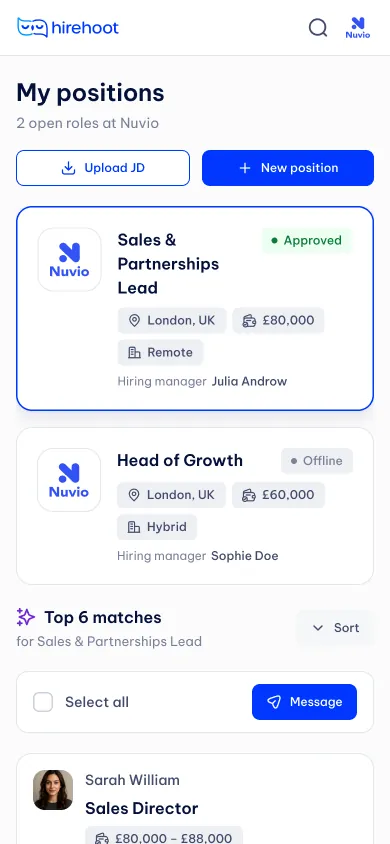 hirehoot
Nuvio
My positions
2 open roles at Nuvio
Upload JD
New position
Nuvio
Sales &
Partnerships
Lead
Approved
London, UK
£80,000
Remote
Hiring manager Julia Androw
Nuvio
Head of Growth
Offline
London, UK
£60,000
Hybrid
Hiring manager Sophie Doe
Top 6 matches
for Sales & Partnerships Lead
Sort
Select all
Message
Sarah William
Sales Director
£80,000 – £88,000